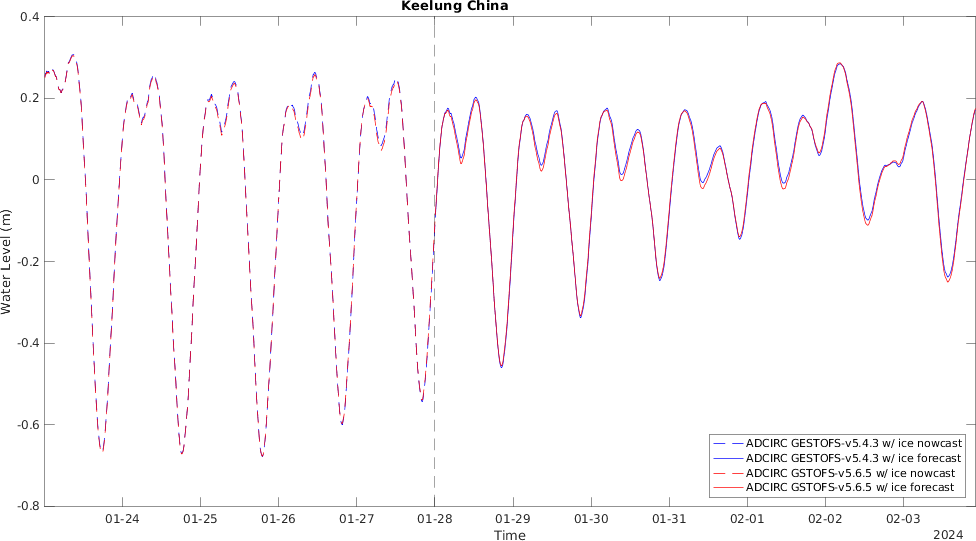 Keelung China
0.4
0.2
0
-0.2
-0.4
-0.6
-0.8
Water Level (m)
01-24
01-25
01-26
01-27
01-28
01-29
01-30
01-31
02-01
02-02
02-03
Time
2024
ADCIRC GESTOFS-v5.4.3 w/ ice nowcast
ADCIRC GESTOFS-v5.4.3 w/ ice forecast
ADCIRC GSTOFS-v5.6.5 w/ ice nowcast
ADCIRC GSTOFS-v5.6.5 w/ ice forecast